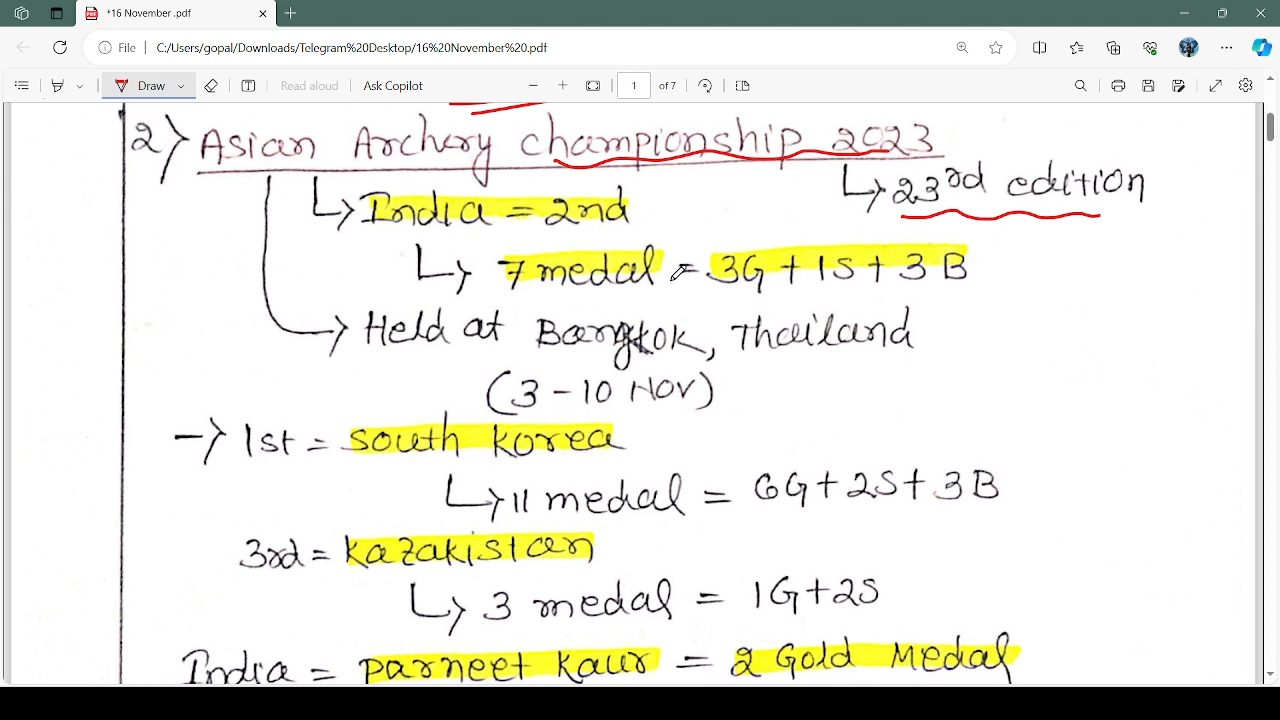 *16 November .pdf
File C:/Users/gopal/Downloads/Telegram%20Desktop/16%20November%20.pdf
Draw Read aloud Ask Copilot 1 of 7
2) Asian Archery championship 2023
↳ 23rd edition
↳ India = 2nd
↳ 7 medal = 3G + 1S + 3B
→ Held at Bangkok, Thailand
(3 - 10 Nov)
→ 1st = south korea
↳ 11 medal = 6G + 2S + 3B
3rd = kazakistan
↳ 3 medal = 1G + 2S
India = parneet kaur = 2 Gold Medal